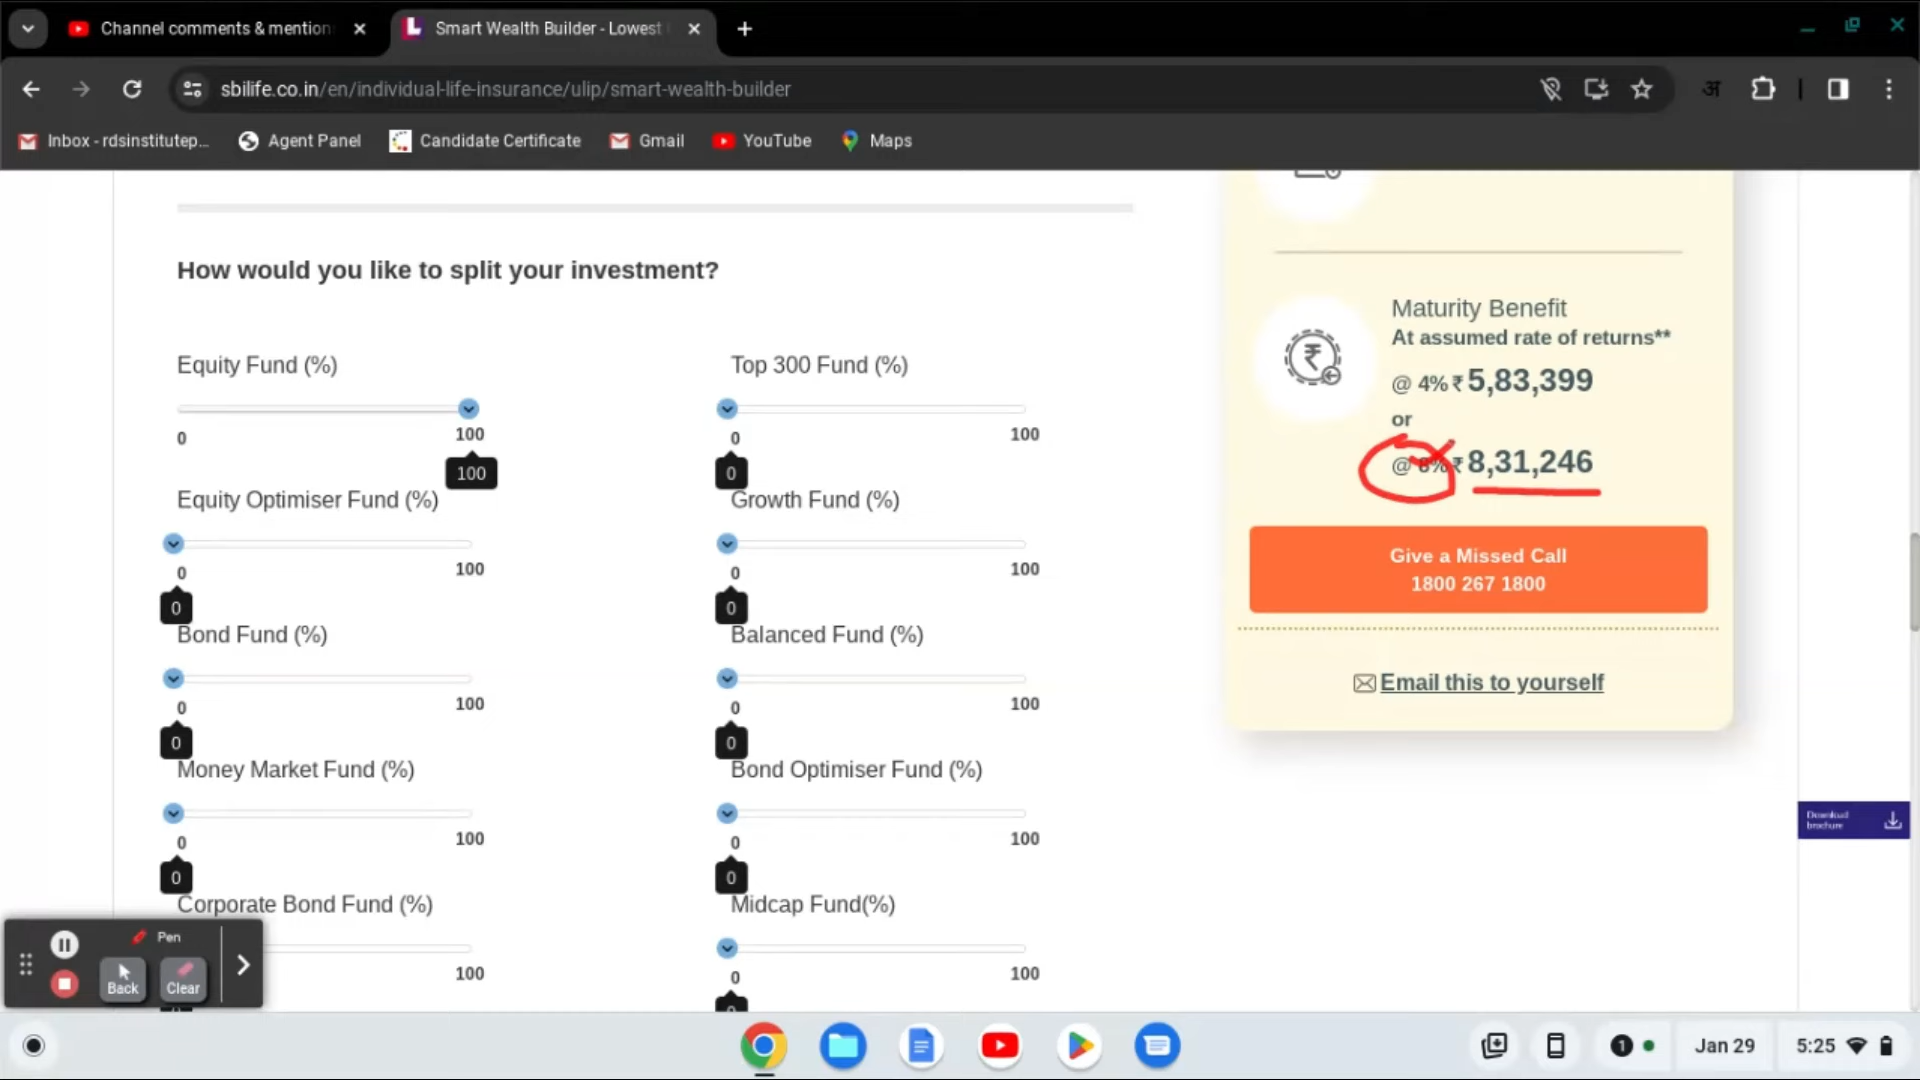 Channel comments & mention
Smart Wealth Builder - Lowest
sbilife.co.in/en/individual-life-insurance/ulip/smart-wealth-builder
अ
Inbox - rdsinstitutep...
Agent Panel
Candidate Certificate
Gmail
YouTube
Maps
How would you like to split your investment?
Equity Fund (%)
0
100
100
Top 300 Fund (%)
0
100
0
Equity Optimiser Fund (%)
0
100
0
Growth Fund (%)
0
100
0
Bond Fund (%)
0
100
0
Balanced Fund (%)
0
100
0
Money Market Fund (%)
0
100
0
Bond Optimiser Fund (%)
0
100
0
Corporate Bond Fund (%)
100
Midcap Fund(%)
0
100
0
Maturity Benefit
At assumed rate of returns**
@ 4% ₹ 5,83,399
or
@ 8% ₹ 8,31,246
Give a Missed Call
1800 267 1800
Email this to yourself
Download
brochure
Pen
Back
Clear
1
Jan 29
5:25